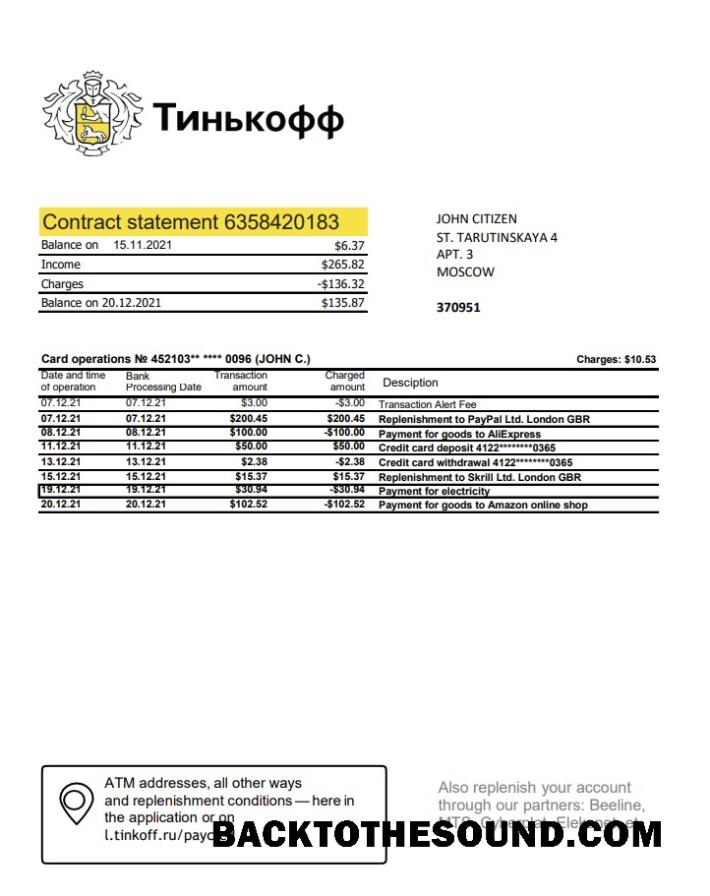 Тинькофф
Contract statement 6358420183
Balance on 15.11.2021 $6.37
Income $265.82
Charges -$136.32
Balance on 20.12.2021 $135.87
JOHN CITIZEN
ST. TARUTINSKAYA 4
APT. 3
MOSCOW
370951
Card operations № 452103** **** 0096 (JOHN C.) Charges: $10.53
Date and time of operation Bank Processing Date Transaction amount Charged amount Desciption
07.12.21 07.12.21 $3.00 -$3.00 Transaction Alert Fee
07.12.21 07.12.21 $200.45 $200.45 Replenishment to PayPal Ltd. London GBR
08.12.21 08.12.21 $100.00 -$100.00 Payment for goods to AliExpress
11.12.21 11.12.21 $50.00 $50.00 Credit card deposit 4122********0365
13.12.21 13.12.21 $2.38 -$2.38 Credit card withdrawal 4122********0365
15.12.21 15.12.21 $15.37 $15.37 Replenishment to Skrill Ltd. London GBR
19.12.21 19.12.21 $30.94 -$30.94 Payment for electricity
20.12.21 20.12.21 $102.52 -$102.52 Payment for goods to Amazon online shop
ATM addresses, all other ways
and replenishment conditions — here in
the application or on
l.tinkoff.ru/payc
Also replenish your account
through our partners: Beeline,
BACKTOTHESOUND.COM